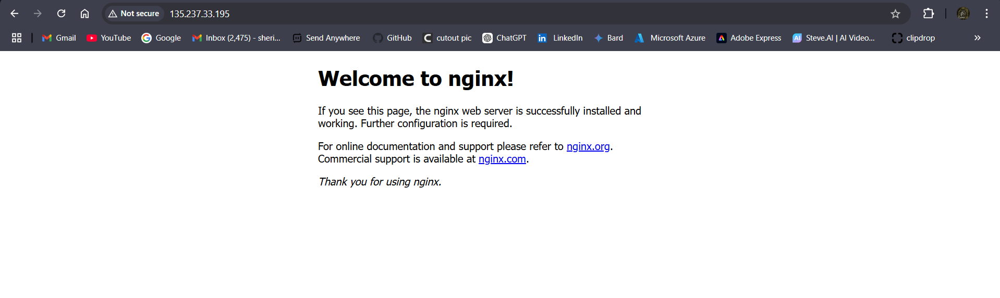 Not secure 135.237.33.195
Gmail YouTube Google Inbox (2,475) - sheri... Send Anywhere GitHub cutout pic ChatGPT LinkedIn Bard Microsoft Azure Adobe Express Steve.AI | AI Video... clipdrop
Welcome to nginx!
If you see this page, the nginx web server is successfully installed and
working. Further configuration is required.
For online documentation and support please refer to nginx.org.
Commercial support is available at nginx.com.
Thank you for using nginx.